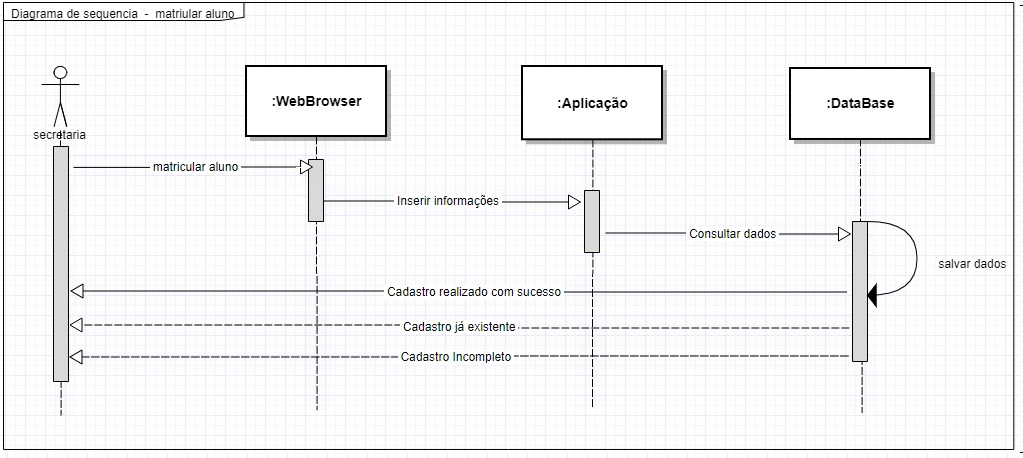 Diagrama de sequencia - matriular aluno
:WebBrowser
:Aplicação
:DataBase
secretaria
matricular aluno
Inserir informações
Consultar dados
salvar dados
Cadastro realizado com sucesso
Cadastro já existente
Cadastro Incompleto